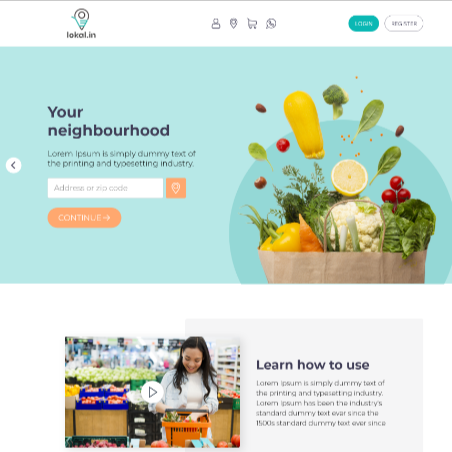 lokal.in
LOGIN
REGISTER
Your
neighbourhood
Lorem Ipsum is simply dummy text of
the printing and typesetting industry.
Address or zip code
CONTINUE→
Learn how to use
Lorem Ipsum is simply dummy text of
the printing and typesetting industry.
Lorem Ipsum has been the industry's
standard dummy text ever since the
1500s standard dummy text ever since